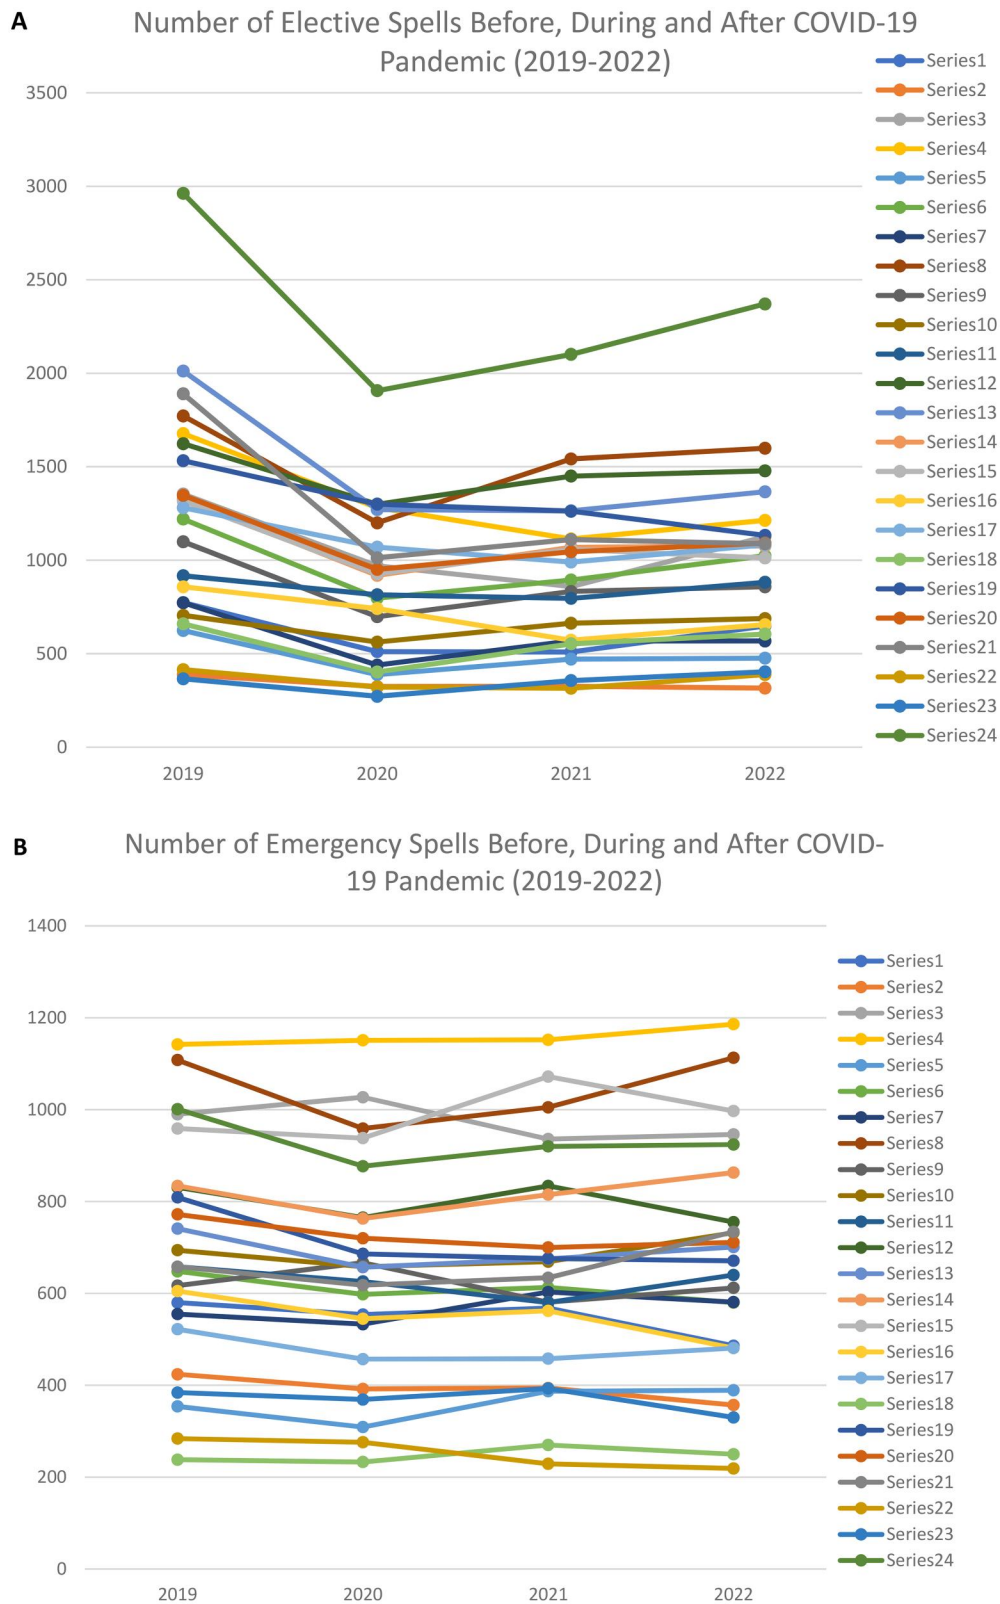 A
Number of Elective Spells Before, During and After COVID-19
Pandemic (2019-2022)
3500
3000
2500
2000
1500
1000
500
0
2019 2020 2021 2022
Series1
Series2
Series3
Series4
Series5
Series6
Series7
Series8
Series9
Series10
Series11
Series12
Series13
Series14
Series15
Series16
Series17
Series18
Series19
Series20
Series21
Series22
Series23
Series24
B
Number of Emergency Spells Before, During and After COVID-
19 Pandemic (2019-2022)
1400
1200
1000
800
600
400
200
0
2019 2020 2021 2022
Series1
Series2
Series3
Series4
Series5
Series6
Series7
Series8
Series9
Series10
Series11
Series12
Series13
Series14
Series15
Series16
Series17
Series18
Series19
Series20
Series21
Series22
Series23
Series24